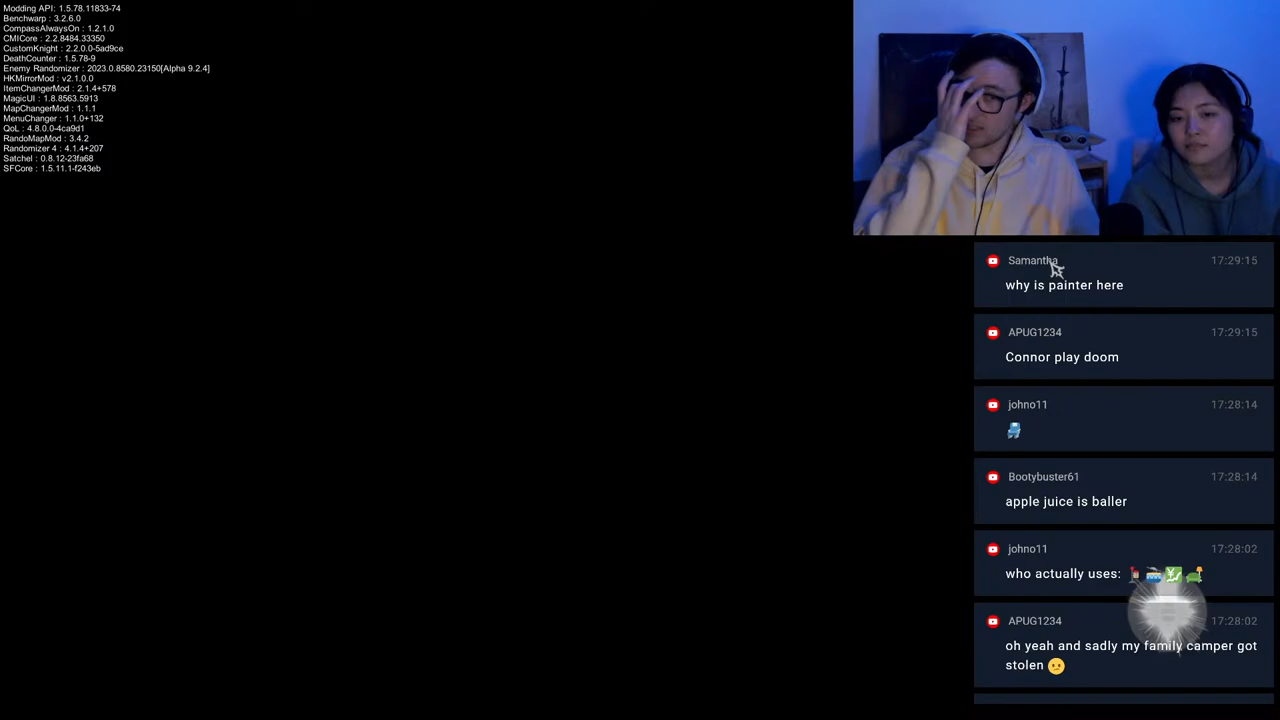 Modding API: 1.5.78.11833-74
Benchwarp : 3.2.6.0
CompassAlwaysOn : 1.2.1.0
CMICore : 2.2.8484.33350
CustomKnight : 2.2.0.0-5ad9ce
DeathCounter : 1.5.78-9
Enemy Randomizer : 2023.0.8580.23150[Alpha 9.2.4]
HKMirrorMod : v2.1.0.0
ItemChangerMod : 2.1.4+578
MagicUI : 1.8.8563.5913
MapChangerMod : 1.1.1
MenuChanger : 1.1.0+132
QoL : 4.8.0.0-4ca9d1
RandoMapMod : 3.4.2
Randomizer 4 : 4.1.4+207
Satchel : 0.8.12-23fa68
SFCore : 1.5.11.1-f243eb
Samantha 17:29:15
why is painter here
APUG1234 17:29:15
Connor play doom
johno11 17:28:14
Bootybuster61 17:28:14
apple juice is baller
johno11 17:28:02
who actually uses:
APUG1234 17:28:02
oh yeah and sadly my family camper got
stolen